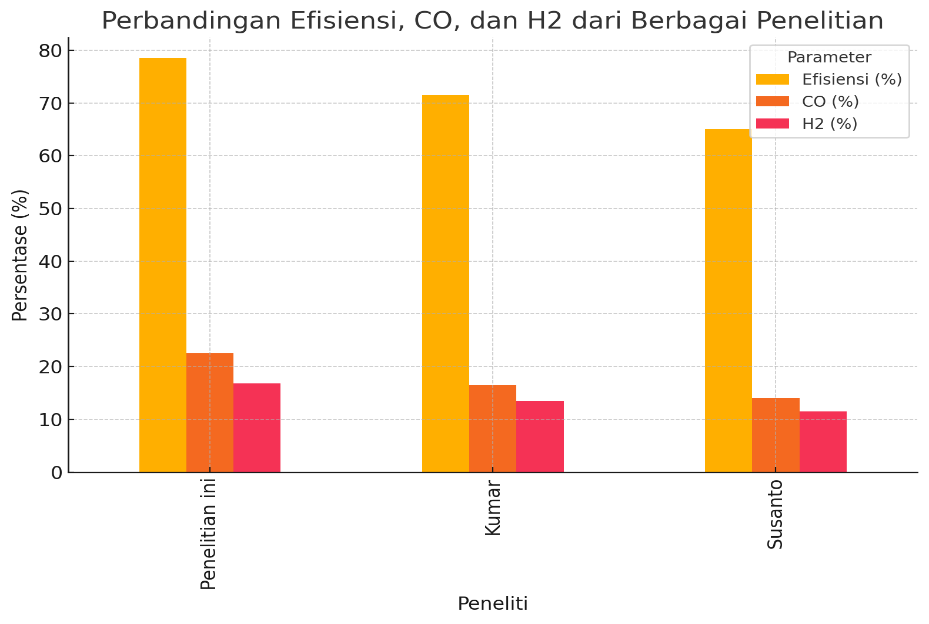 Perbandingan Efisiensi, CO, dan H2 dari Berbagai Penelitian
Parameter
Efisiensi (%)
CO (%)
H2 (%)
Persentase (%)
80
70
60
50
40
30
20
10
0
Penelitian ini
Kumar
Susanto
Peneliti